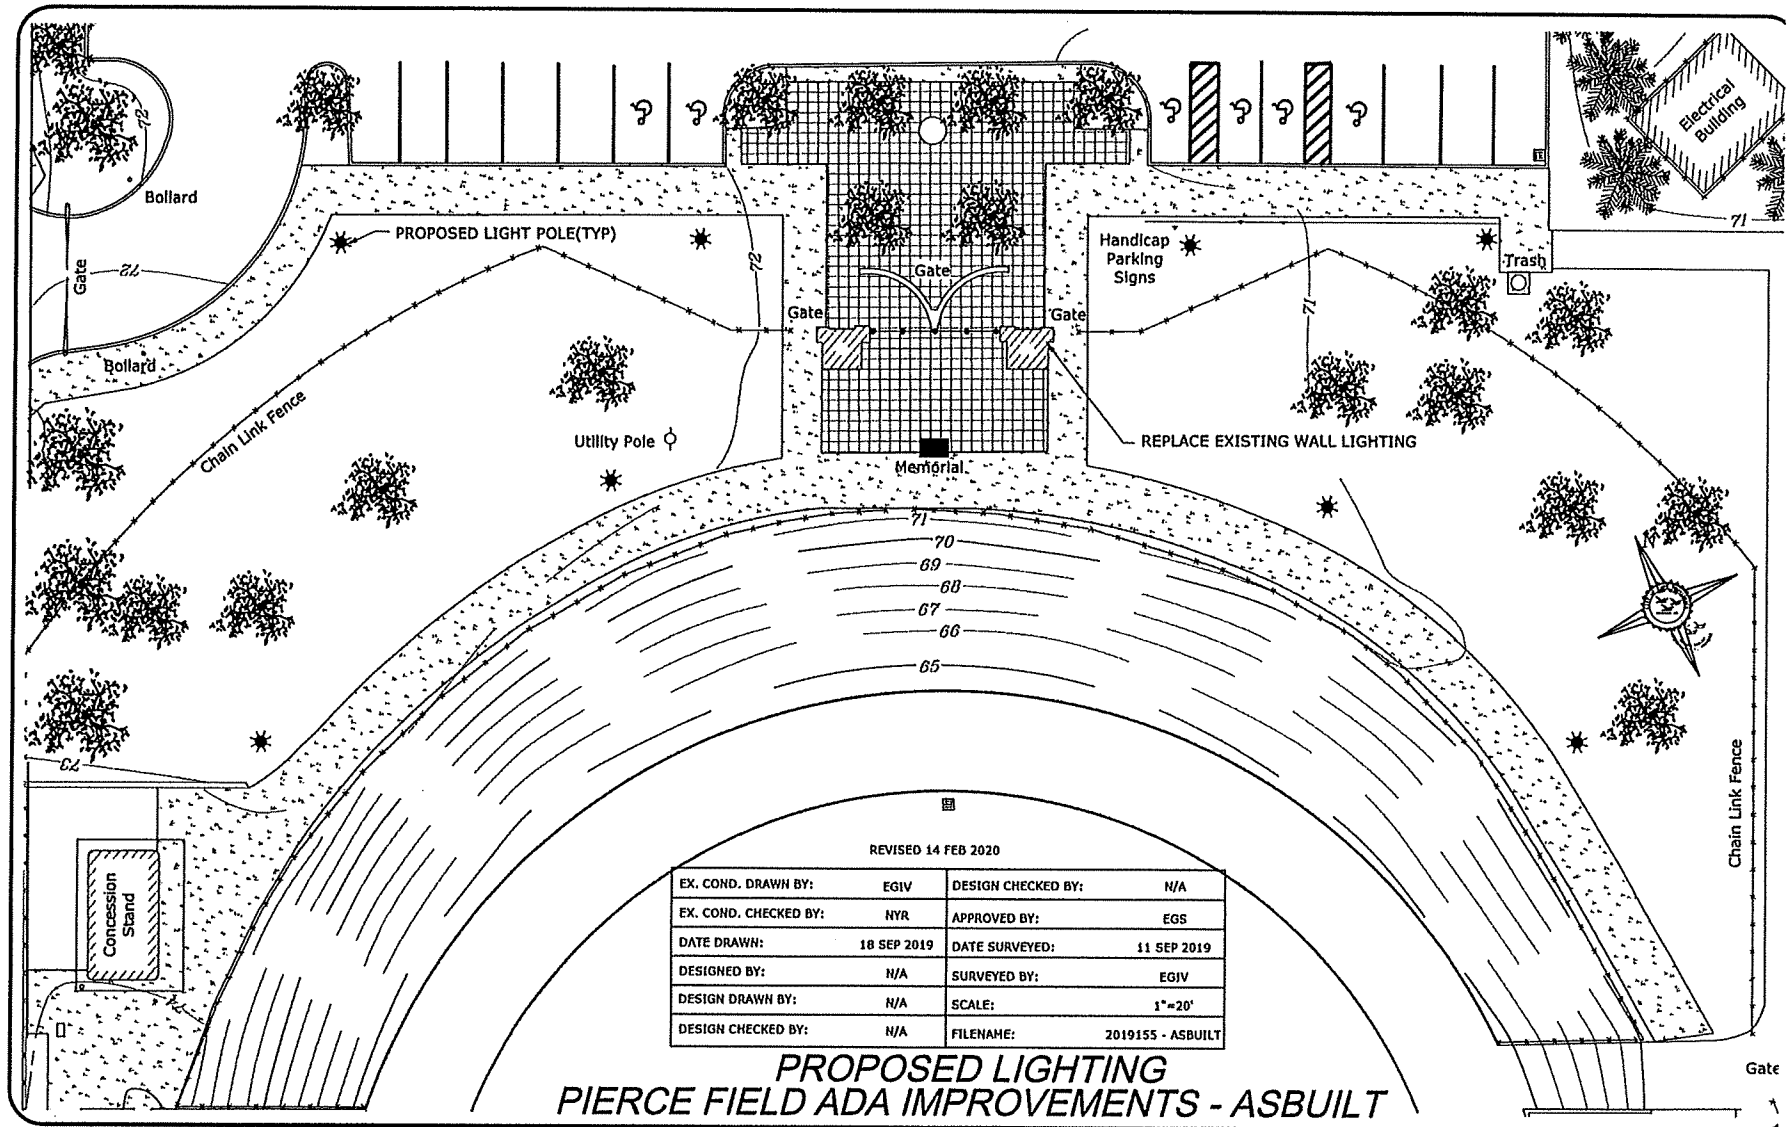 72
Electrical
Building
71
Bollard
PROPOSED LIGHT POLE(TYP)
Handicap
Parking
Signs
Gate
72
Gate
72
Trash
71
Gate
Gate
Bollard
Chain Link Fence
Utility Pole
REPLACE EXISTING WALL LIGHTING
Memorial
71
70
69
68
67
66
65
N
73
Chain Link Fence
Concession
Stand
74
REVISED 14 FEB 2020
EX. COND. DRAWN BY: EGIV DESIGN CHECKED BY: N/A
EX. COND. CHECKED BY: NYR APPROVED BY: EGS
DATE DRAWN: 18 SEP 2019 DATE SURVEYED: 11 SEP 2019
DESIGNED BY: N/A SURVEYED BY: EGIV
DESIGN DRAWN BY: N/A SCALE: 1"=20'
DESIGN CHECKED BY: N/A FILENAME: 2019155 - ASBUILT
PROPOSED LIGHTING
PIERCE FIELD ADA IMPROVEMENTS - ASBUILT
Gate